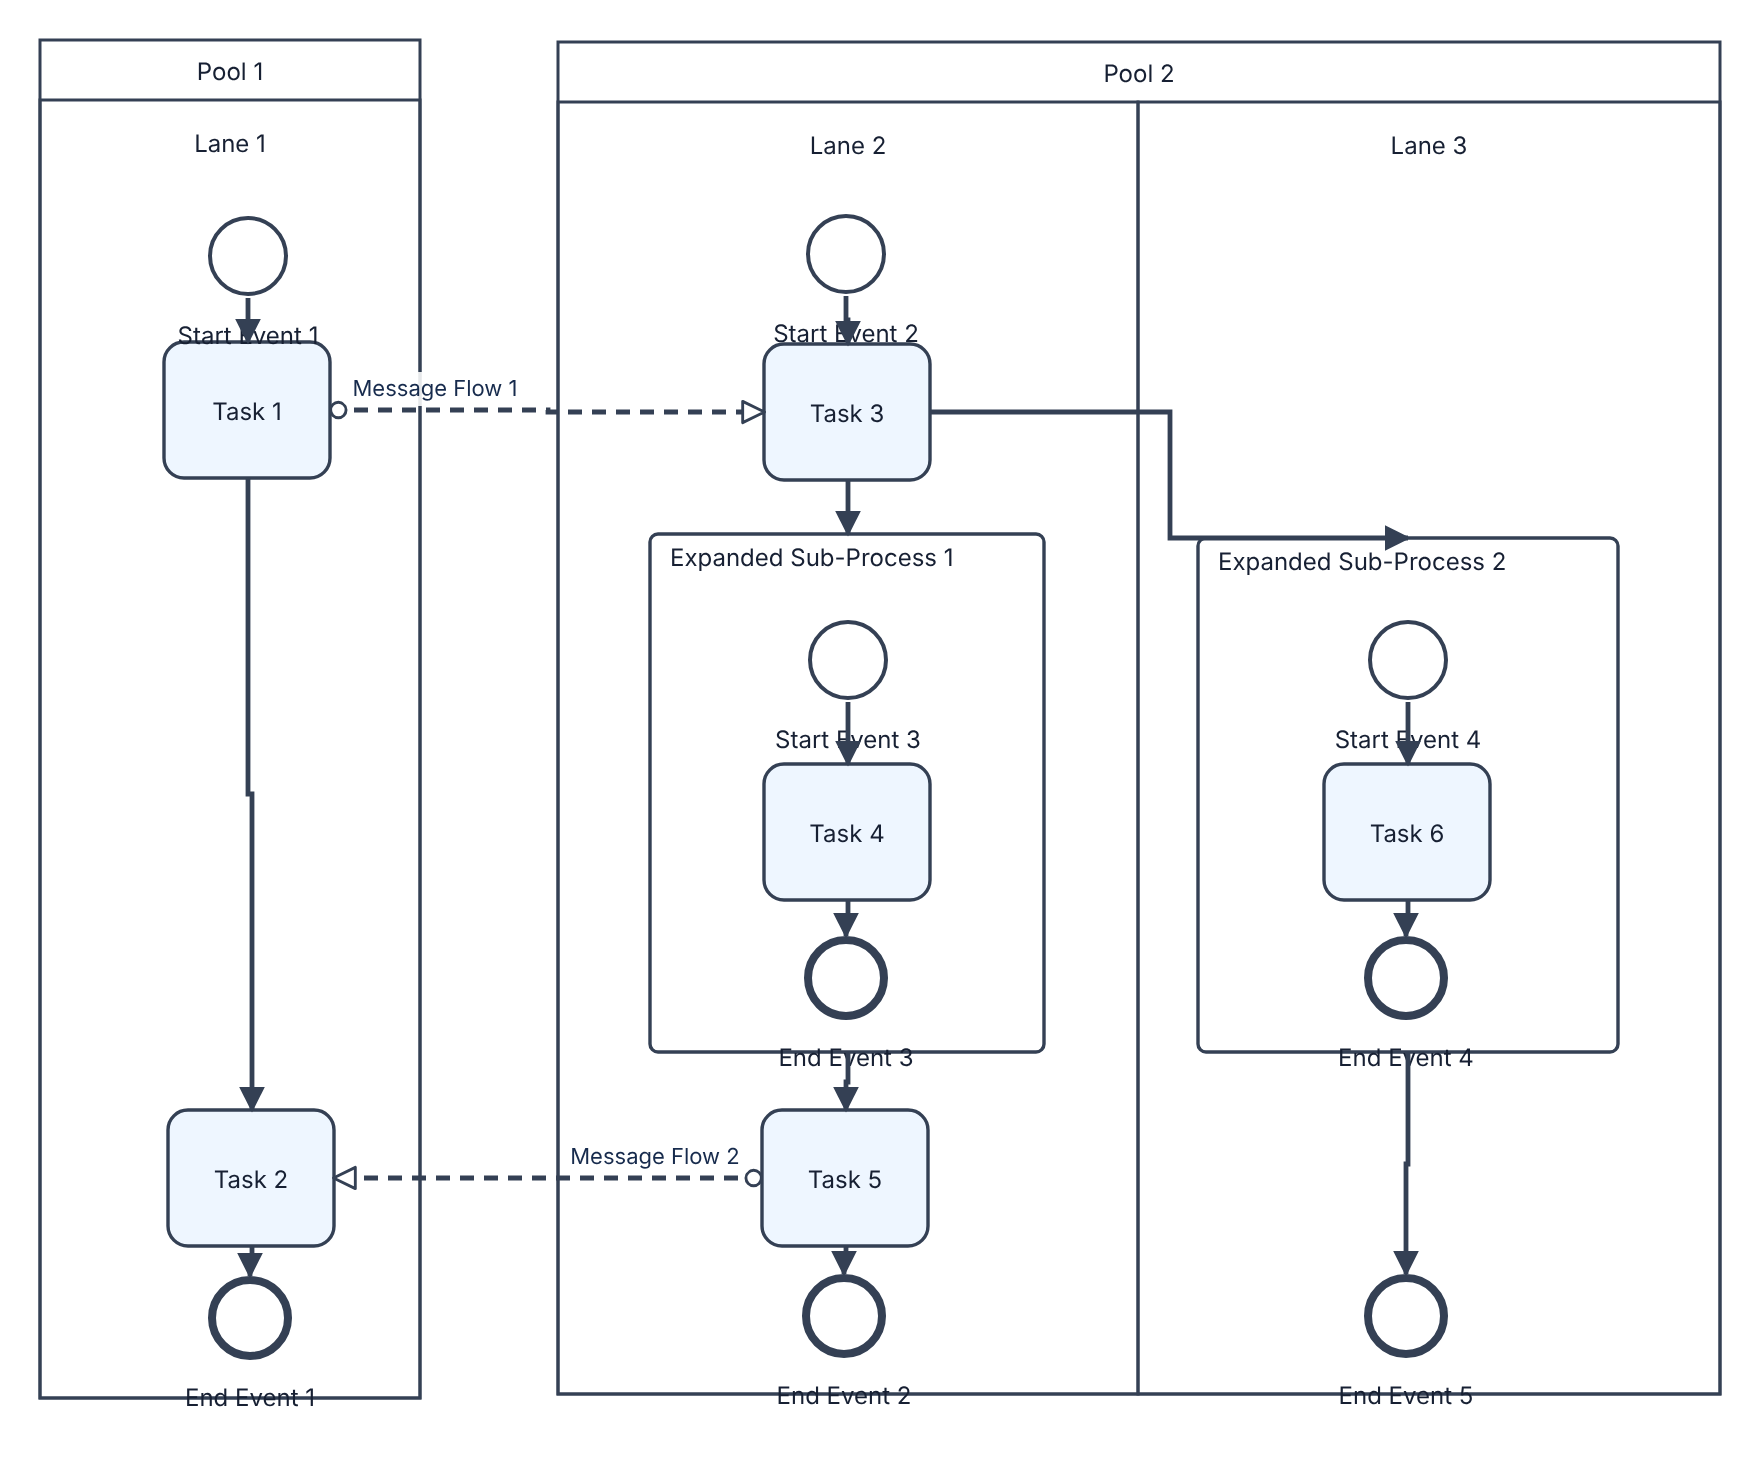 Pool 1
Pool 2
Lane 1
Lane 2
Lane 3
Start Event 1
Start Event 2
Message Flow 1
Task 1
Task 3
Expanded Sub-Process 1
Expanded Sub-Process 2
Start Event 3
Start Event 4
Task 4
Task 6
End Event 3
End Event 4
Message Flow 2
Task 2
Task 5
End Event 1
End Event 2
End Event 5